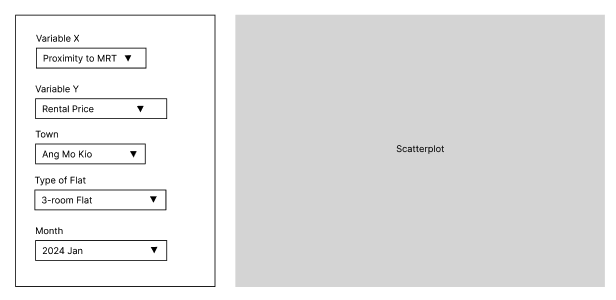 Variable X
Proximity to MRT ▼
Variable Y
Rental Price ▼
Town
Ang Mo Kio ▼
Type of Flat
3-room Flat ▼
Month
2024 Jan ▼
Scatterplot